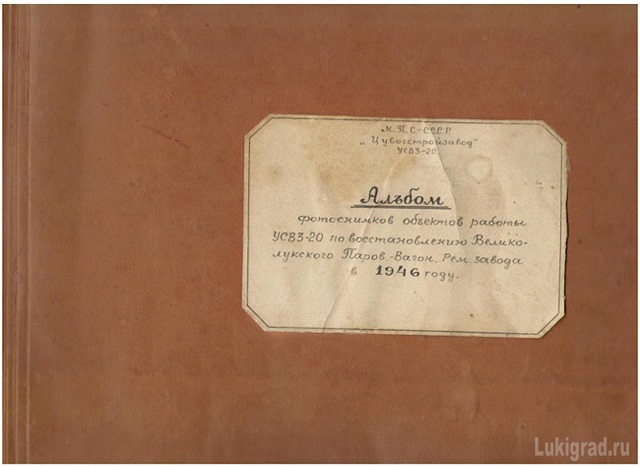 М.П.С-СССР.
„Цувосстройзавод"
УСВЗ-20.
Альбом
фотоснимков объектов работы
УСВЗ-20 по восстановлению Велико-
лукского Паров-Вагон. Рем. завода
в 1946 году.
Lukigrad.ru